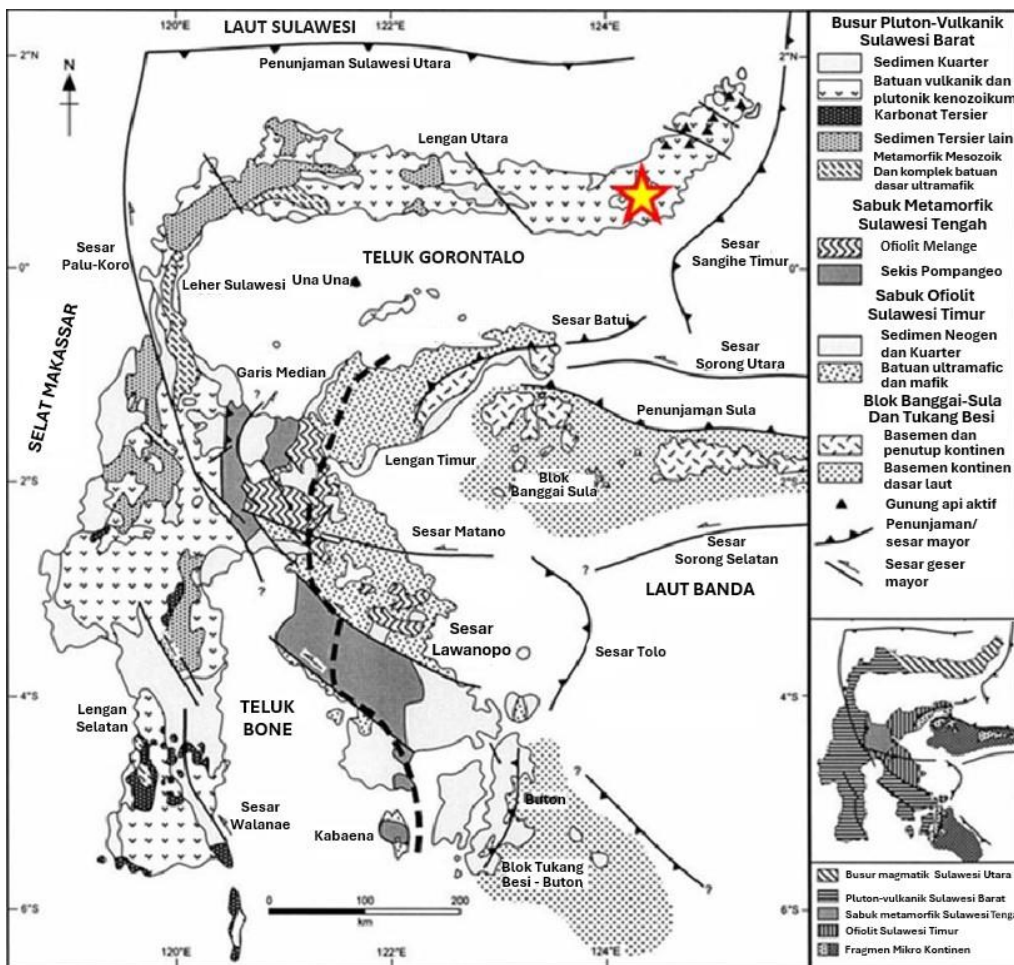 LAUT SULAWESI
120°E
122°E
124°E
2°N
2°N
N
Penunjaman Sulawesi Utara
Lengan Utara
Sesar
Palu-Koro
TELUK GORONTALO
Sesar
Sangihe Timur
0°
0°
Leher Sulawesi
Una Una
SELAT MAKASSAR
Sesar Batui
Garis Median
?
Sesar
Sorong Utara
Penunjaman Sula
Lengan Timur
2°S
2°S
Blok
Banggai Sula
Sesar Matano
Sesar
Sorong Selatan
?
?
?
LAUT BANDA
Sesar
Lawanopo
Sesar Tolo
4°S
4°S
Lengan
Selatan
TELUK
BONE
?
Sesar
Walanae
Buton
Kabaena
Blok Tukang
Besi - Buton
?
0
100
200
km
6°S
6°S
120°E
122°E
124°E
Busur Pluton-Vulkanik
Sulawesi Barat
Sedimen Kuarter
Batuan vulkanik dan
plutonik kenozoikum
Karbonat Tersier
Sedimen Tersier lain
Metamorfik Mesozoik
Dan komplek batuan
dasar ultramafik
Sabuk Metamorfik
Sulawesi Tengah
Ofiolit Melange
Sekis Pompangeo
Sabuk Ofiolit
Sulawesi Timur
Sedimen Neogen
dan Kuarter
Batuan ultramafic
dan mafik
Blok Banggai-Sula
Dan Tukang Besi
Basemen dan
penutup kontinen
Basemen kontinen
dasar laut
Gunung api aktif
Penunjaman/
sesar mayor
Sesar geser
mayor
Busur magmatik Sulawesi Utara
Pluton-vulkanik Sulawesi Barat
Sabuk metamorfik Sulawesi Tenga
Ofiolit Sulawesi Timur
Fragmen Mikro Kontinen